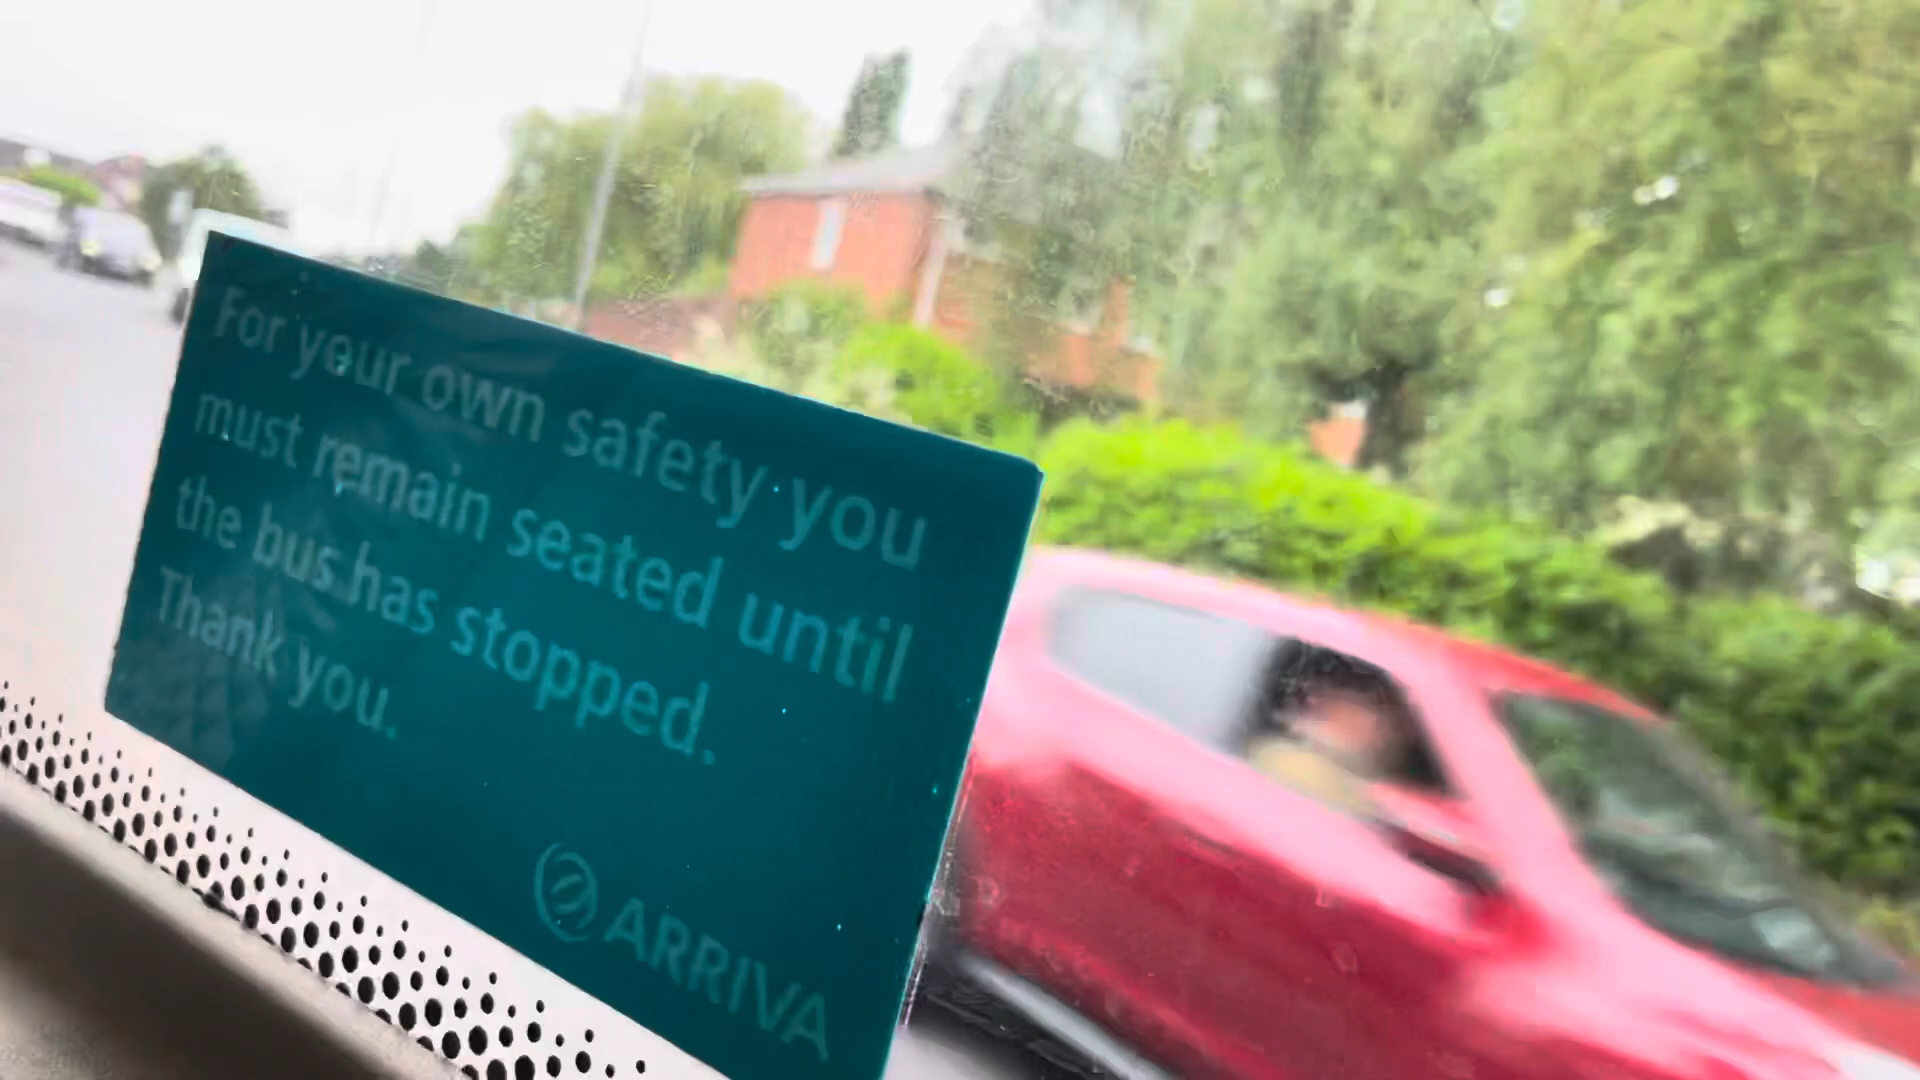 For your own safety you
must remain seated until
the bus has stopped.
Thank you.
ARRIVA